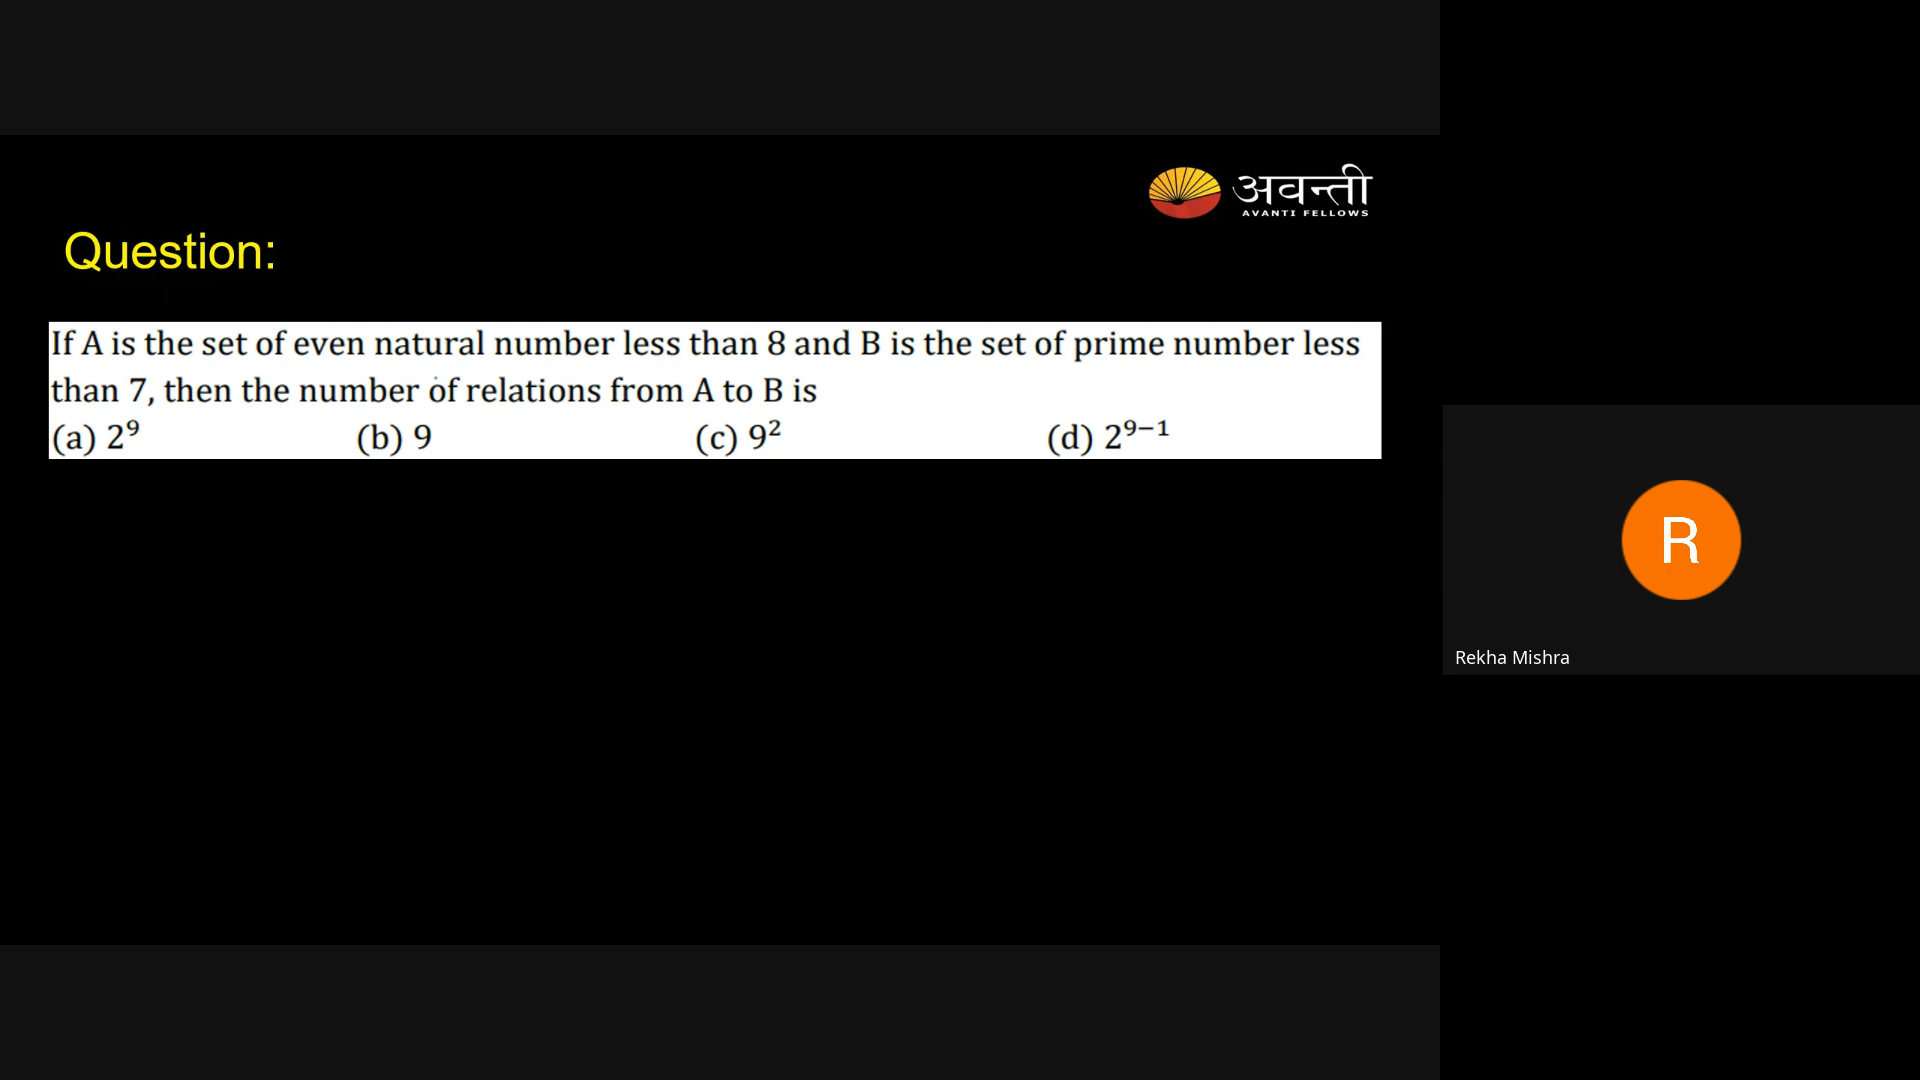 अवन्ती
AVANTI FELLOWS
Question:
If A is the set of even natural number less than 8 and B is the set of prime number less
than 7, then the number of relations from A to B is
(a) 2⁹ (b) 9 (c) 9² (d) 2⁹⁻¹
R
Rekha Mishra